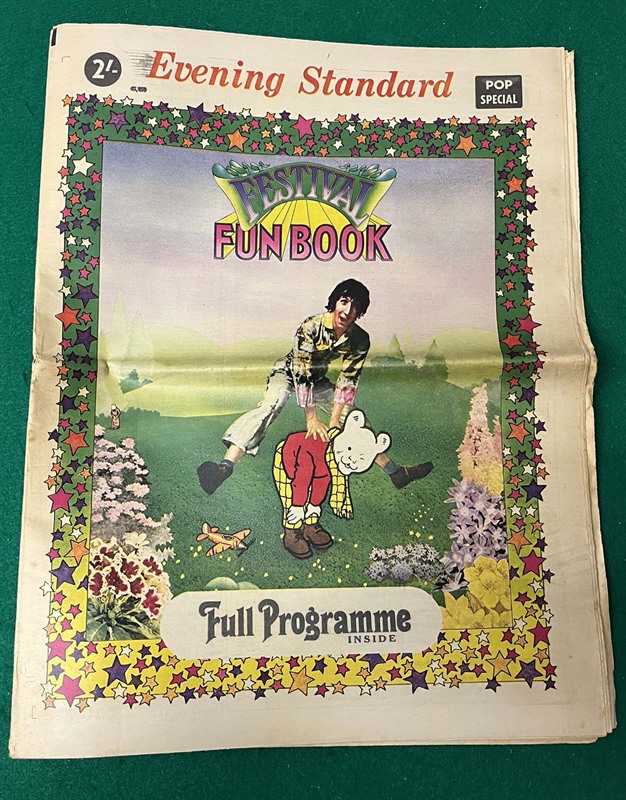 2/-
Evening Standard
POP
SPECIAL
FESTIVAL
FUN BOOK
Full Programme
INSIDE